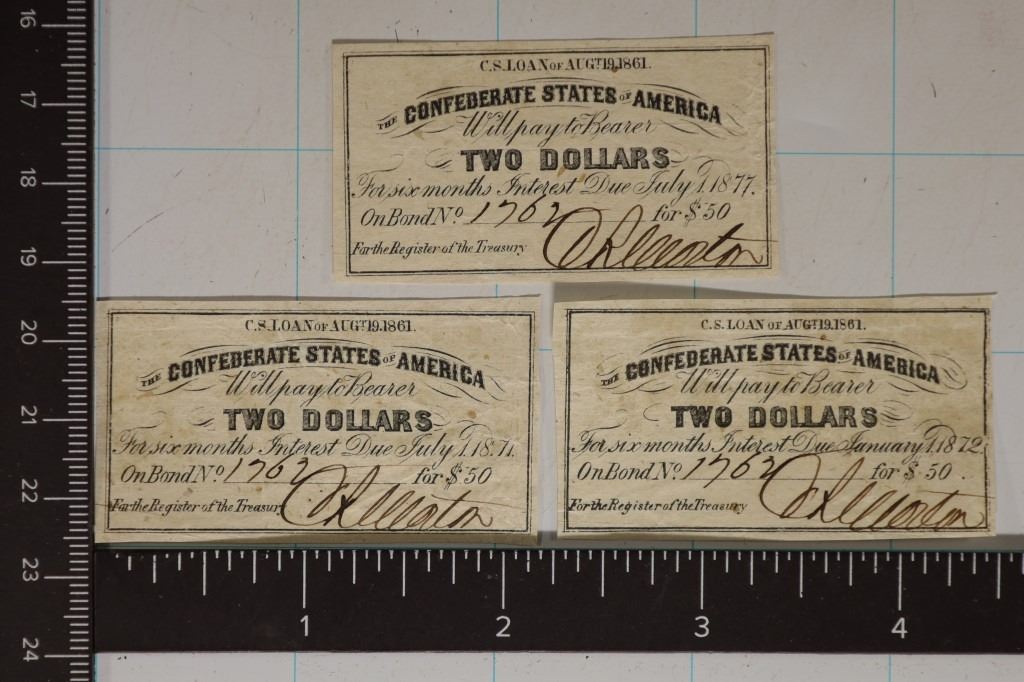 C.S. LOAN OF AUGT 19. 1861.
THE CONFEDERATE STATES OF AMERICA
Will pay to Bearer
TWO DOLLARS
For six months Interest Due July 1. 1877.
On Bond No. 1762 for $50
For the Register of the Treasury
C.S. LOAN OF AUGT 19. 1861.
THE CONFEDERATE STATES OF AMERICA
Will pay to Bearer
TWO DOLLARS
For six months Interest Due July 1. 1871.
On Bond No. 1762 for $50
For the Register of the Treasury
C.S. LOAN OF AUGT 19. 1861.
THE CONFEDERATE STATES OF AMERICA
Will pay to Bearer
TWO DOLLARS
For six months Interest Due January 1. 1872.
On Bond No. 1762 for $50.
For the Register of the Treasury
16
17
18
19
20
21
22
23
24
1 2 3 4